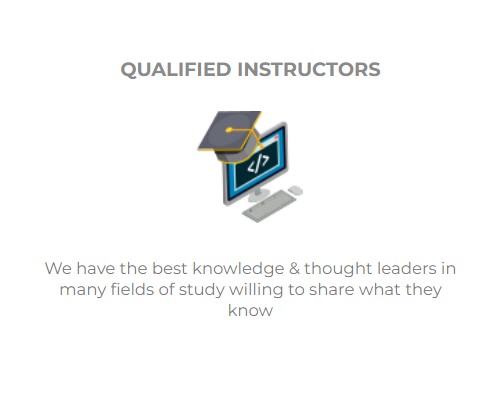 QUALIFIED INSTRUCTORS
</>
We have the best knowledge & thought leaders in
many fields of study willing to share what they
know